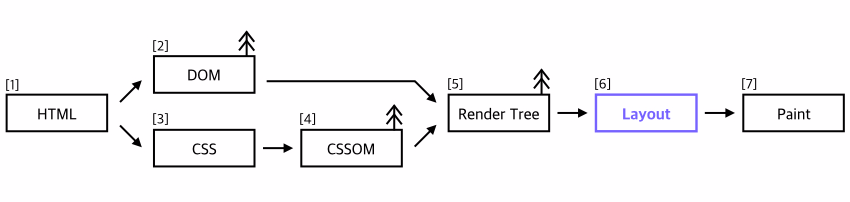 [1]
HTML
[2]
DOM
[3]
CSS
[4]
CSSOM
[5]
Render Tree
[6]
Layout
[7]
Paint